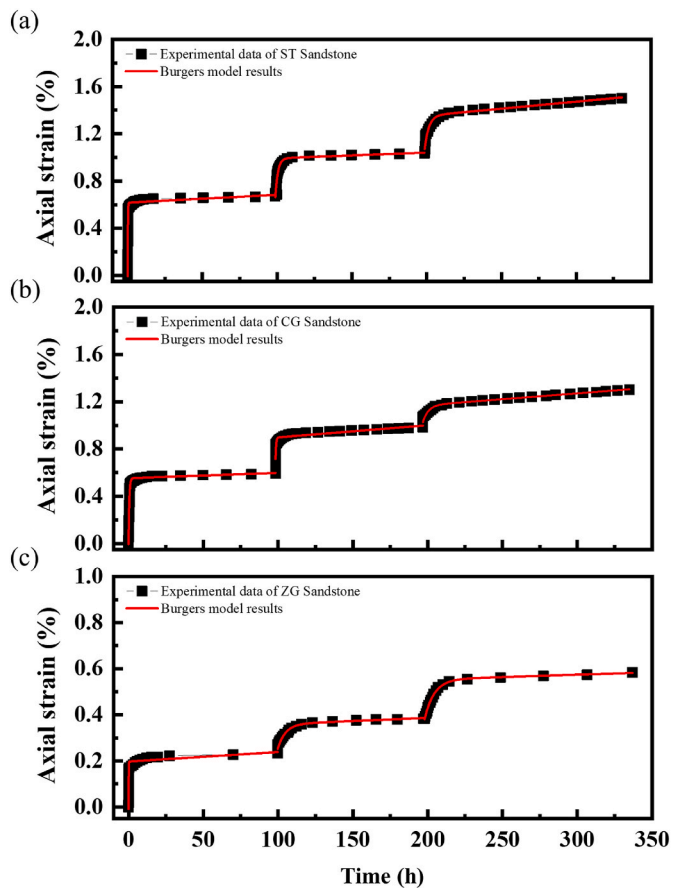 (a)
2.0
1.6
1.2
0.8
0.4
0.0
Axial strain (%)
Experimental data of ST Sandstone
Burgers model results
(b)
2.0
1.6
1.2
0.8
0.4
0.0
Axial strain (%)
Experimental data of CG Sandstone
Burgers model results
(c)
1.0
0.8
0.6
0.4
0.2
0.0
Axial strain (%)
Experimental data of ZG Sandstone
Burgers model results
0 50 100 150 200 250 300 350
Time (h)